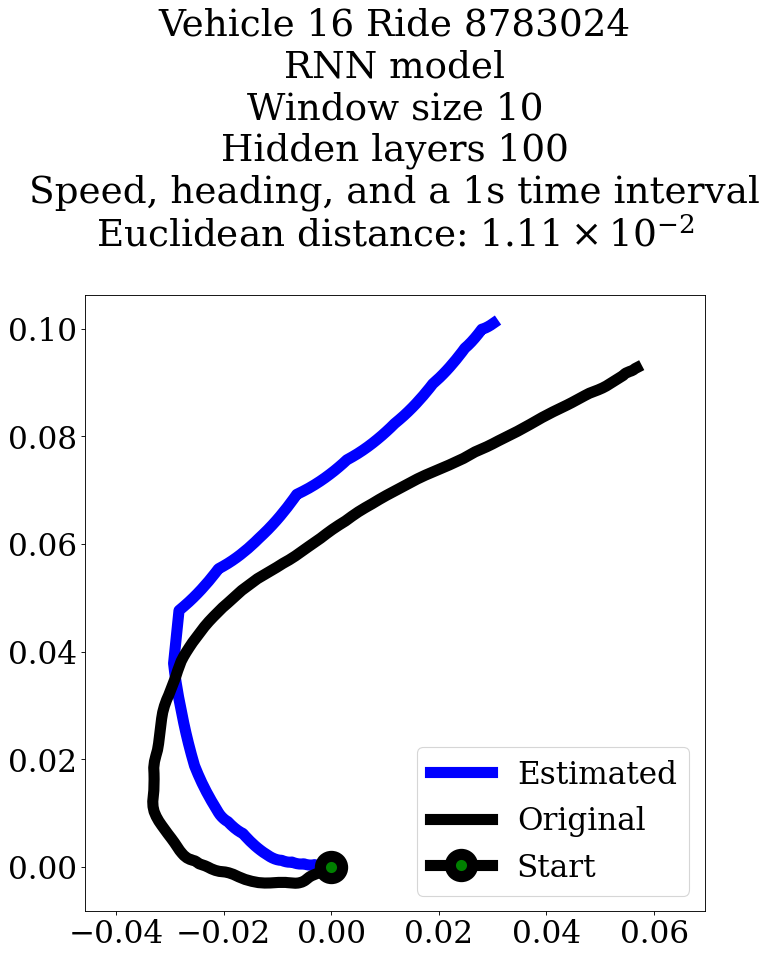 Vehicle 16 Ride 8783024
RNN model
Window size 10
Hidden layers 100
Speed, heading, and a 1s time interval
Euclidean distance: 1.11 × 10⁻²
0.10
0.08
0.06
0.04
0.02
0.00
Estimated
Original
Start
−0.04 −0.02 0.00 0.02 0.04 0.06